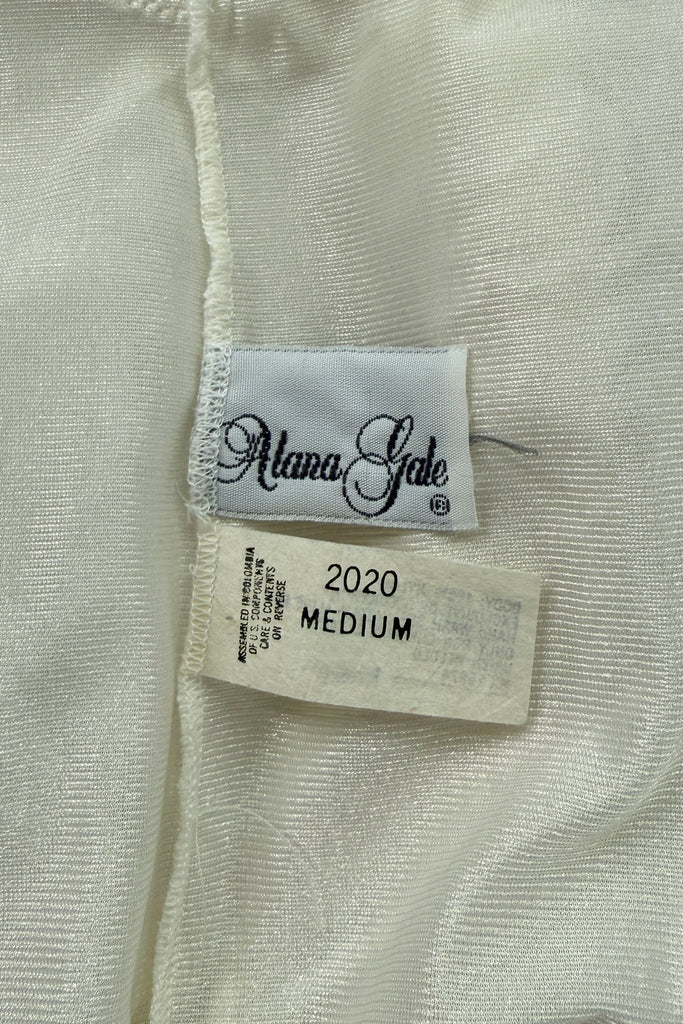 Alana Gale ®
2020
MEDIUM
ASSEMBLED IN COLOMBIA
OF U.S. COMPONENTS
CARE & CONTENTS
ON REVERSE